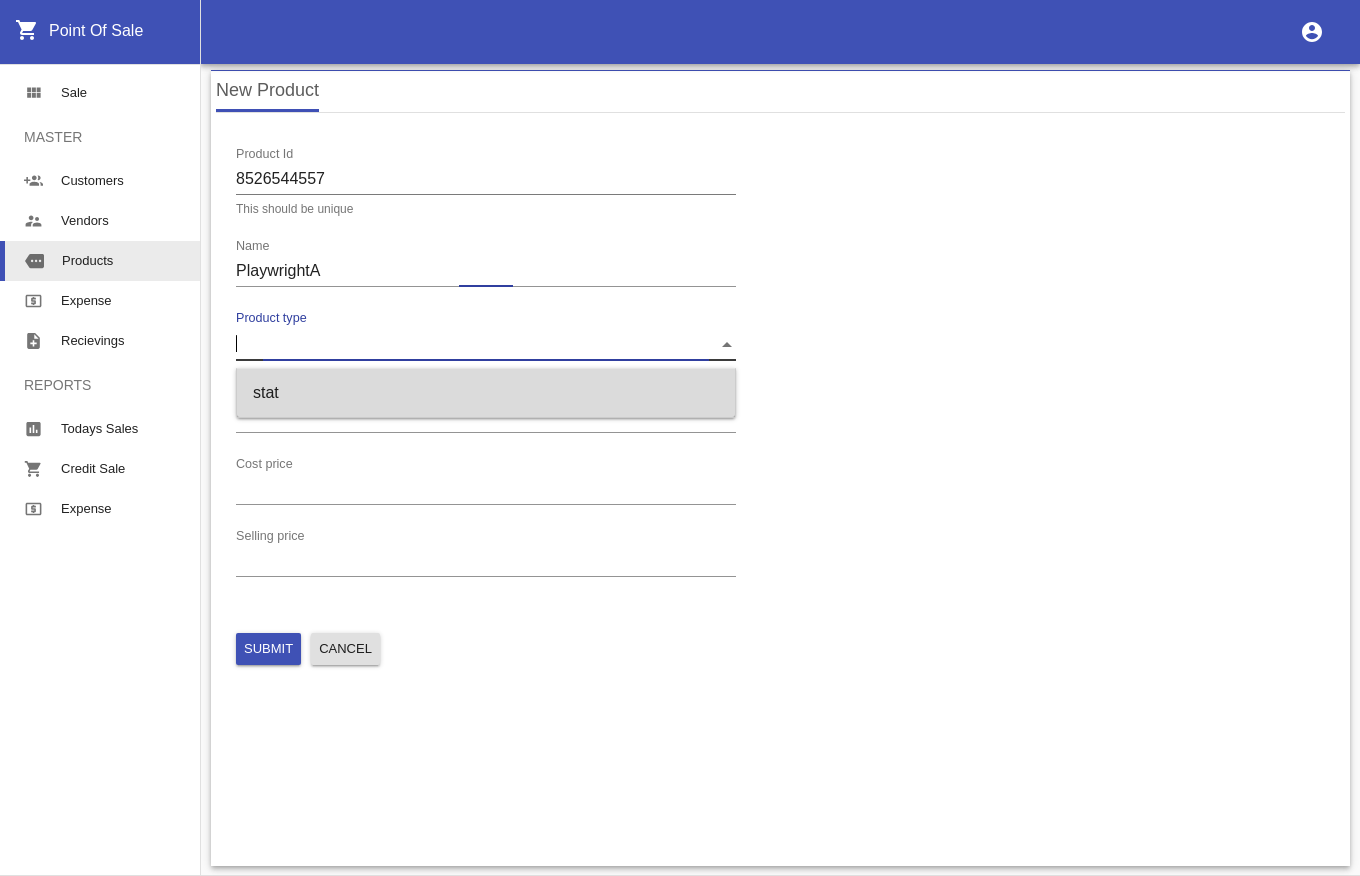 Point Of Sale
Sale
MASTER
Customers
Vendors
Products
Expense
Recievings
REPORTS
Todays Sales
Credit Sale
Expense
New Product
Product Id
8526544557
This should be unique
Name
PlaywrightA
Product type
stat
Cost price
Selling price
SUBMIT CANCEL